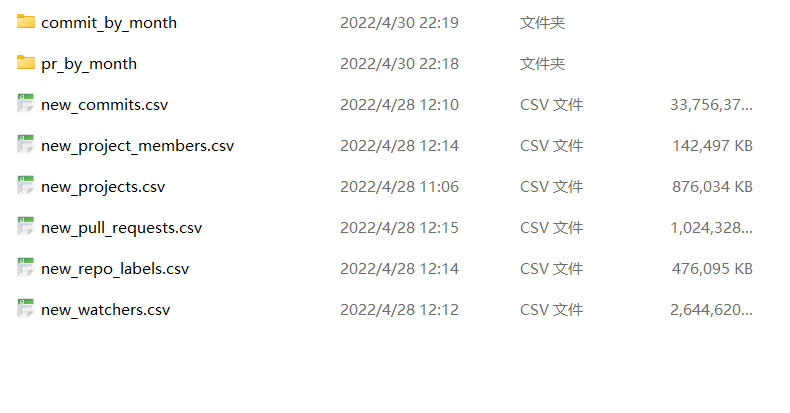 commit_by_month 2022/4/30 22:19 文件夹
pr_by_month 2022/4/30 22:18 文件夹
new_commits.csv 2022/4/28 12:10 CSV 文件 33,756,37...
new_project_members.csv 2022/4/28 12:14 CSV 文件 142,497 KB
new_projects.csv 2022/4/28 11:06 CSV 文件 876,034 KB
new_pull_requests.csv 2022/4/28 12:15 CSV 文件 1,024,328...
new_repo_labels.csv 2022/4/28 12:14 CSV 文件 476,095 KB
new_watchers.csv 2022/4/28 12:12 CSV 文件 2,644,620...